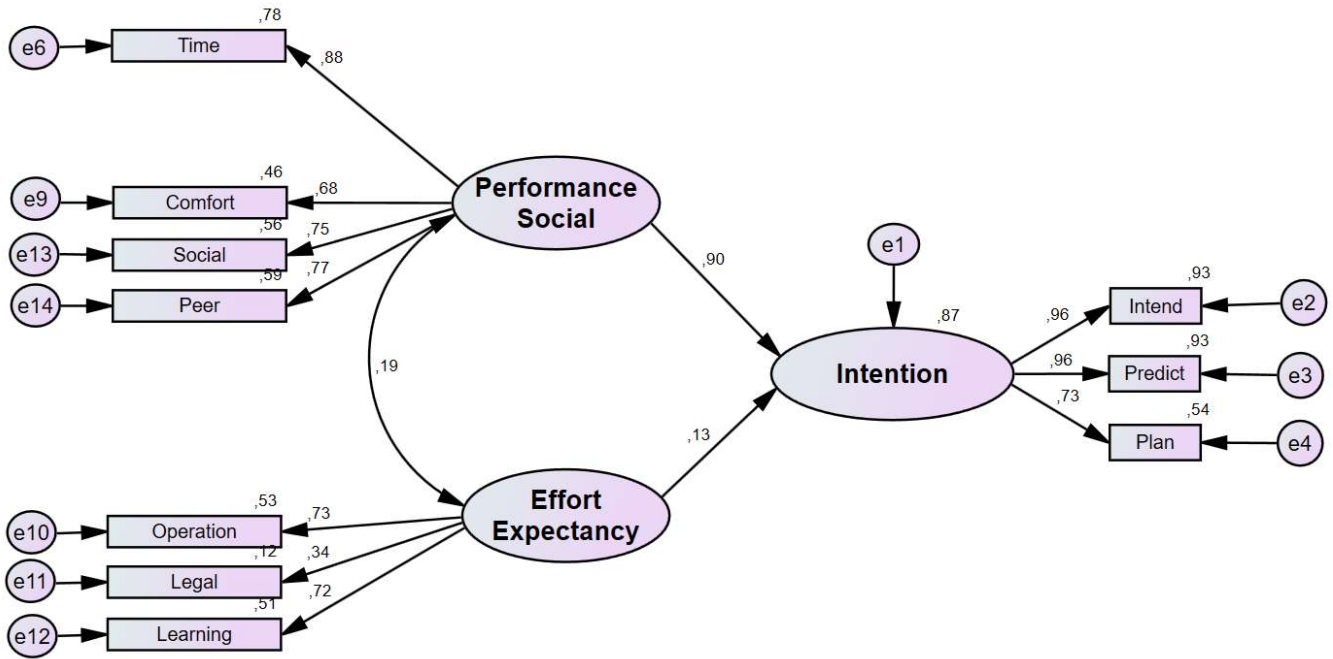 ,78
e6 Time
,88
,46
e9 Comfort ,68
Performance
Social
,56
e13 Social ,75
,59
e14 Peer ,77
,90
e1
,93
Intend e2
,87
,96
,19
Intention
,96
,93
Predict e3
,73
,54
Plan e4
,13
,53
e10 Operation ,73
Effort
Expectancy
,12
e11 Legal ,34
,51
e12 Learning ,72